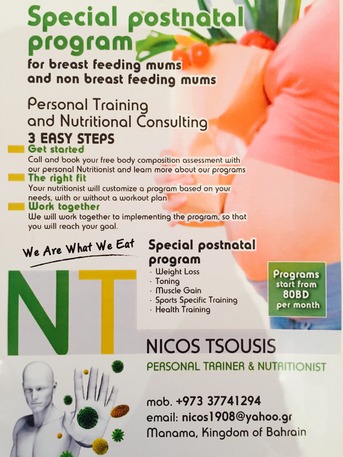 Special postnatal
program
for breast feeding mums
and non breast feeding mums
Personal Training
and Nutritional Consulting
3 EASY STEPS
Get started
Call and book your free body composition assessment with
our personal Nutritionist and learn more about our programs
The right fit
Your nutritionist will customize a program based on your
needs, with or without a workout plan
Work together
We will work together to implementing the program, so that
you will reach your goal.
We Are What We Eat
Special postnatal
program
· Weight Loss
· Toning
· Muscle Gain
· Sports Specific Training
· Health Training
Programs
start from
80BD
per month
NT
NICOS TSOUSIS
PERSONAL TRAINER & NUTRITIONIST
mob. +973 37741294
email: nicos1908@yahoo.gr
Manama, Kingdom of Bahrain